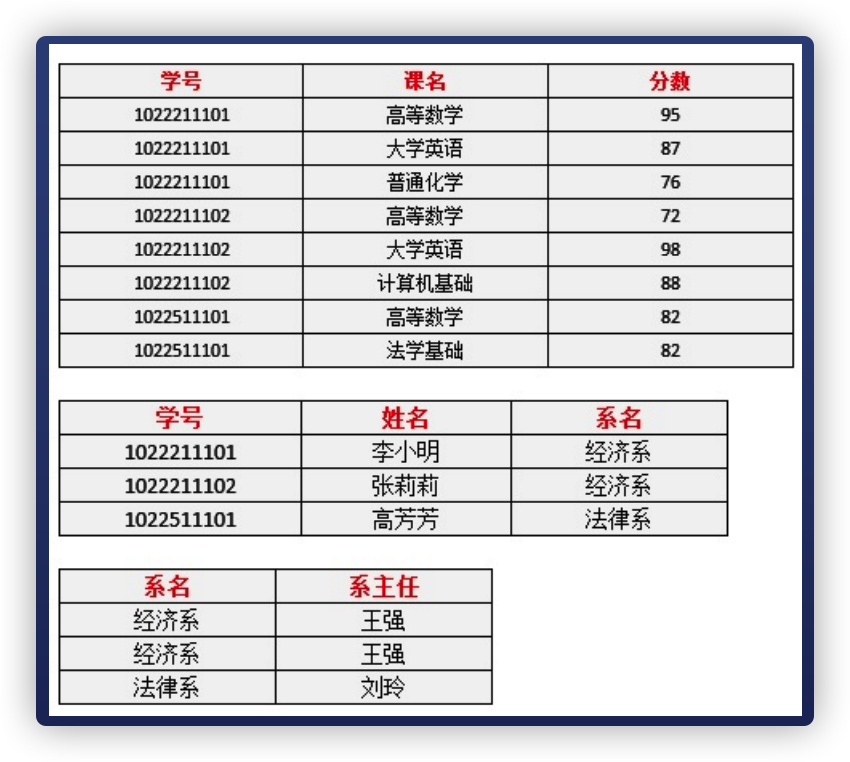 学号 课名 分数
1022211101 高等数学 95
1022211101 大学英语 87
1022211101 普通化学 76
1022211102 高等数学 72
1022211102 大学英语 98
1022211102 计算机基础 88
1022511101 高等数学 82
1022511101 法学基础 82
学号 姓名 系名
1022211101 李小明 经济系
1022211102 张莉莉 经济系
1022511101 高芳芳 法律系
系名 系主任
经济系 王强
经济系 王强
法律系 刘玲